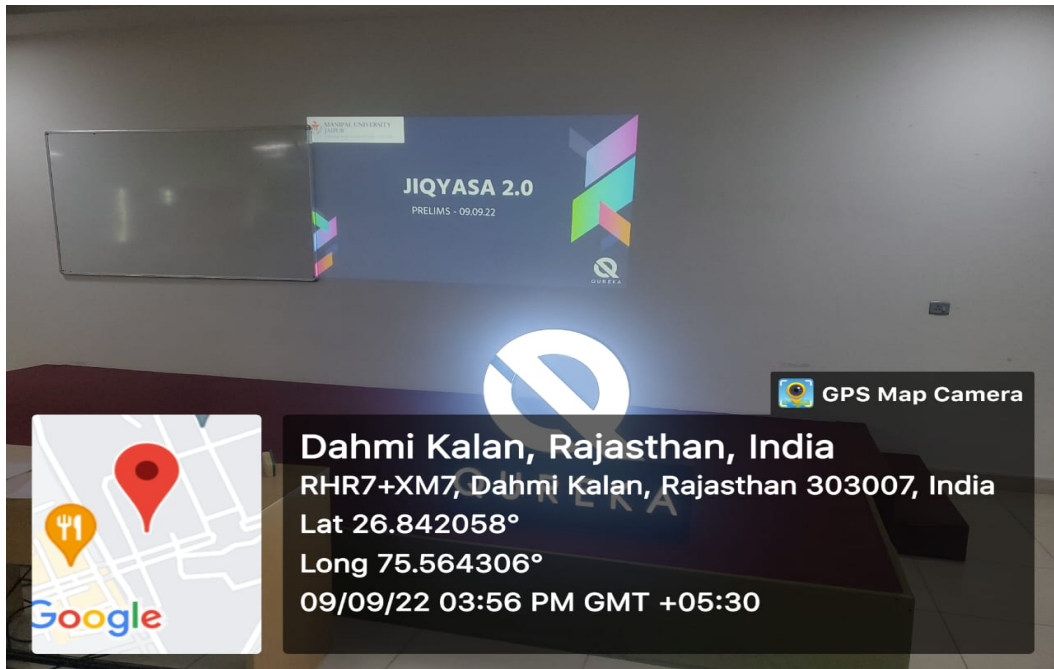 MANIPAL UNIVERSITY
JAIPUR
JIQYASA 2.0
PRELIMS - 09.09.22
QUREKA
GPS Map Camera
QUREKA
Dahmi Kalan, Rajasthan, India
RHR7+XM7, Dahmi Kalan, Rajasthan 303007, India
Lat 26.842058°
Long 75.564306°
09/09/22 03:56 PM GMT +05:30
Google